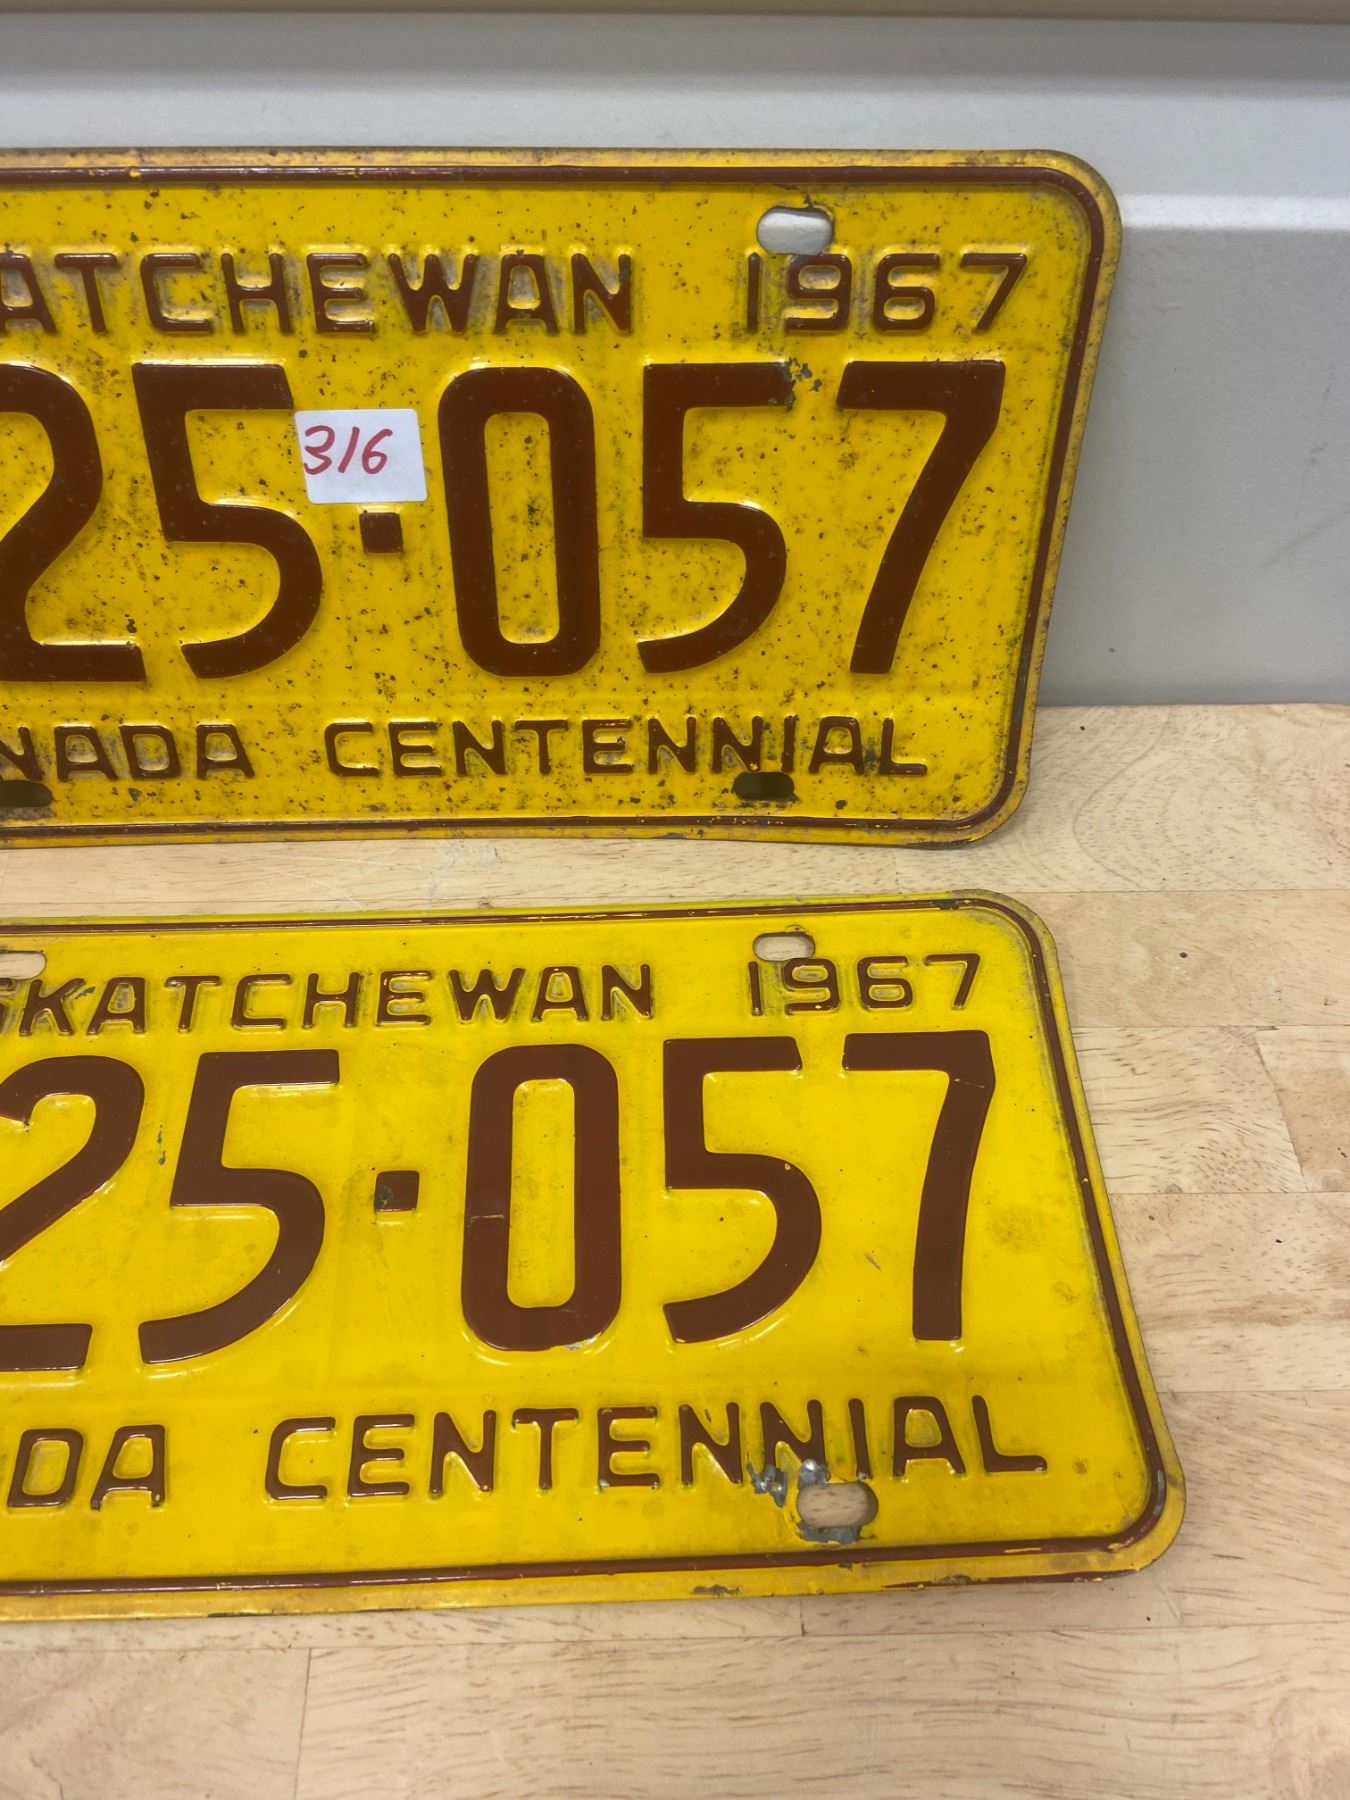 ATCHEWAN 1967
25·057
316
NADA CENTENNIAL
SKATCHEWAN 1967
25·057
DA CENTENNIAL